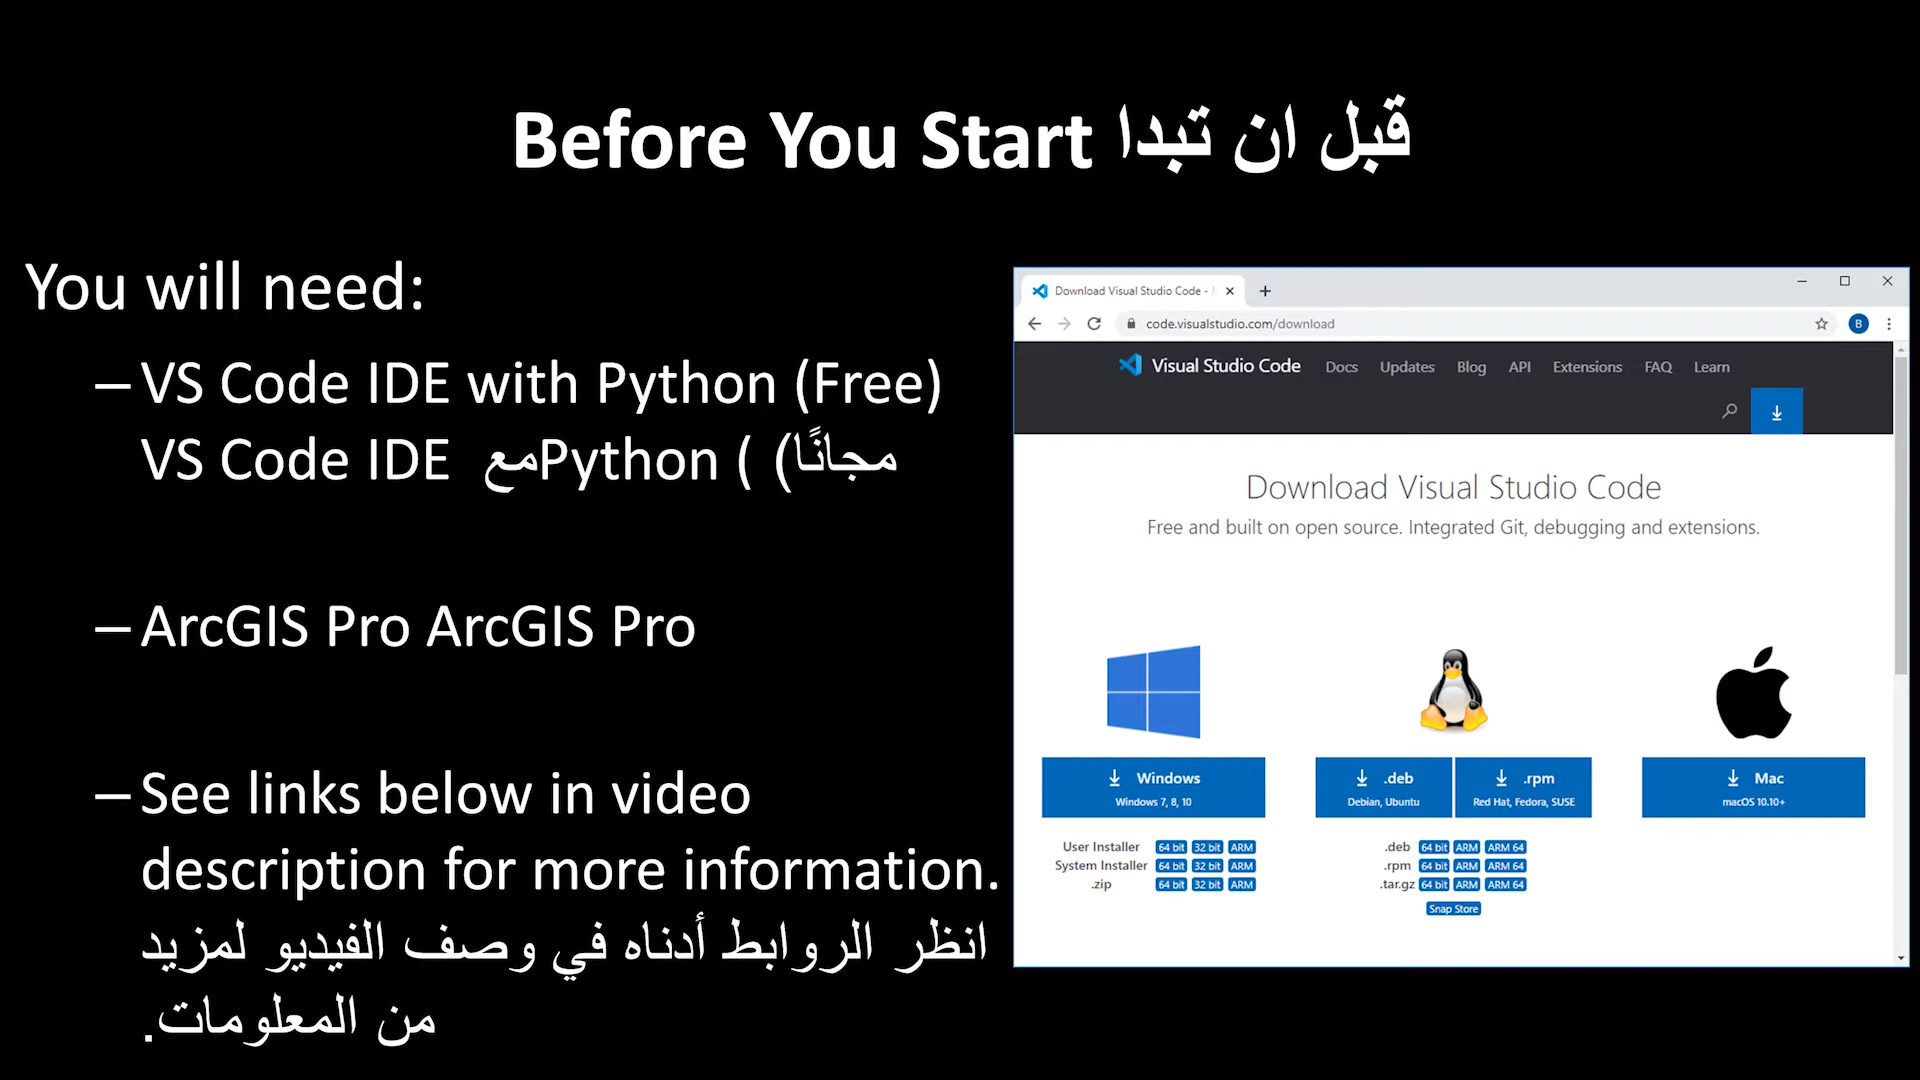 Before You Start قبل ان تبدا
You will need:
–VS Code IDE with Python (Free)
VS Code IDE مع Python ( (مجانًا
–ArcGIS Pro ArcGIS Pro
–See links below in video
description for more information.
انظر الروابط أدناه في وصف الفيديو لمزيد
من المعلومات.
Download Visual Studio Code -
code.visualstudio.com/download
B
Visual Studio Code Docs Updates Blog API Extensions FAQ Learn
Download Visual Studio Code
Free and built on open source. Integrated Git, debugging and extensions.
Windows
Windows 7, 8, 10
.deb
Debian, Ubuntu
.rpm
Red Hat, Fedora, SUSE
Mac
macOS 10.10+
User Installer 64 bit 32 bit ARM
System Installer 64 bit 32 bit ARM
.zip 64 bit 32 bit ARM
.deb 64 bit ARM ARM 64
.rpm 64 bit ARM ARM 64
.tar.gz 64 bit ARM ARM 64
Snap Store